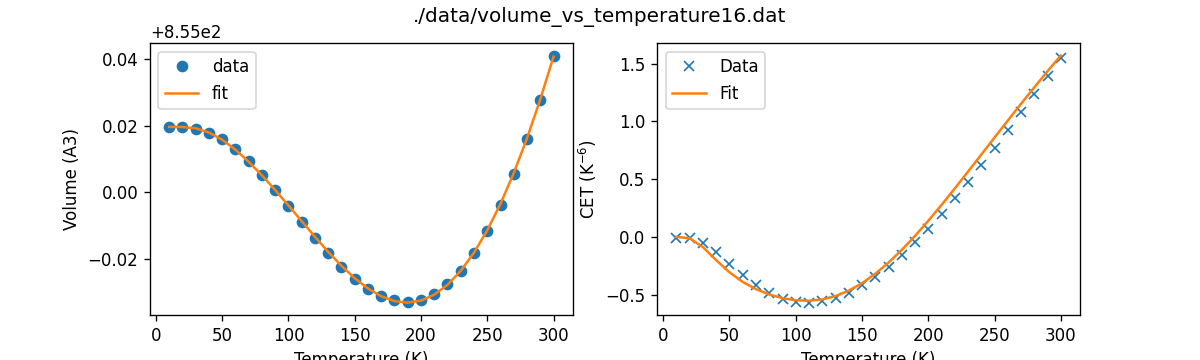 ./data/volume_vs_temperature16.dat
+8.55e2
data
fit
Volume (A3)
0.04
0.02
0.00
−0.02
0 50 100 150 200 250 300
Temperature (K)
Data
Fit
CET (K⁻⁶)
1.5
1.0
0.5
0.0
−0.5
0 50 100 150 200 250 300
Temperature (K)